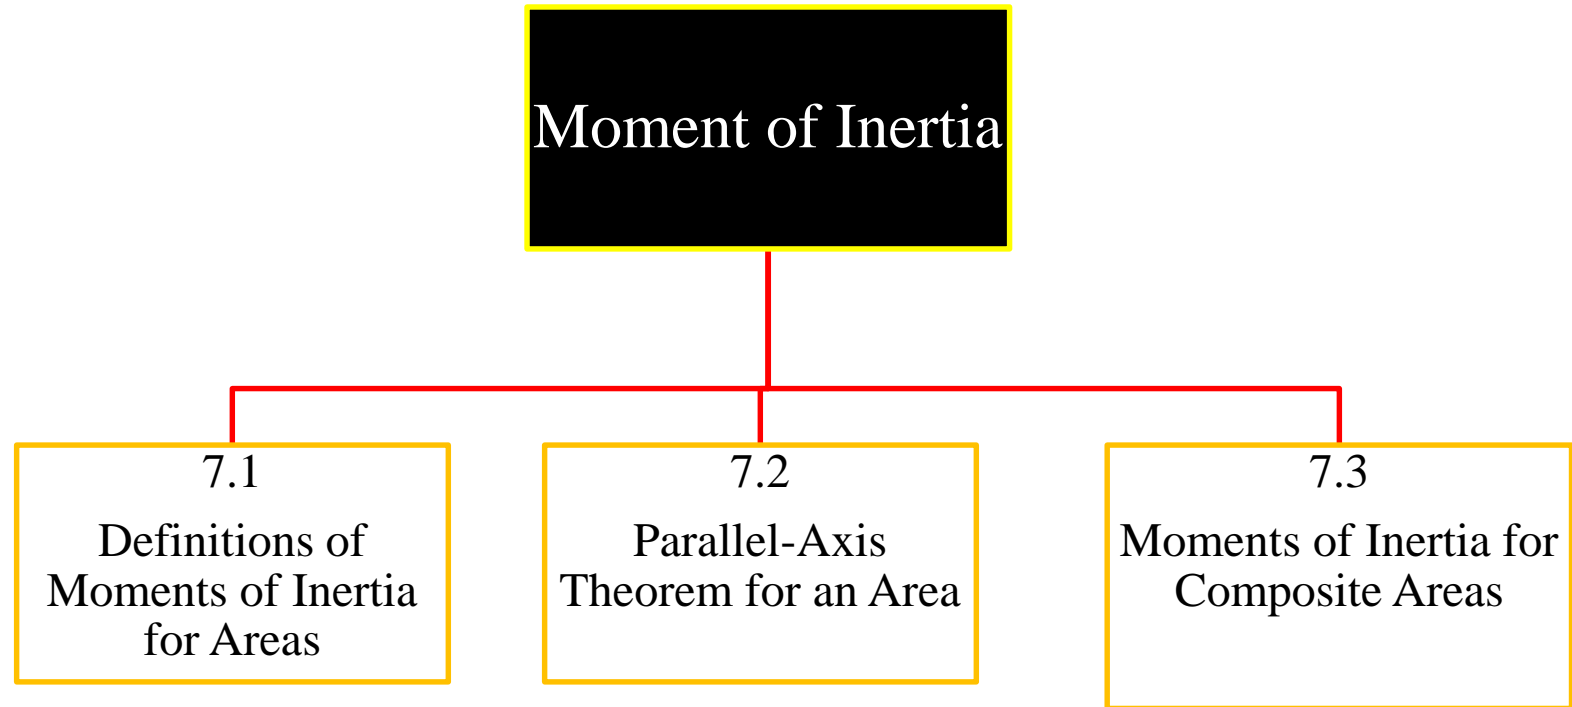 Moment of Inertia
7.1
Definitions of
Moments of Inertia
for Areas
7.2
Parallel-Axis
Theorem for an Area
7.3
Moments of Inertia for
Composite Areas